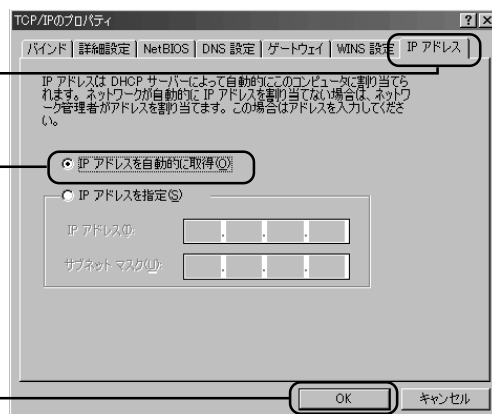 TCP/IPのプロパティ
バインド 詳細設定 NetBIOS DNS 設定 ゲートウェイ WINS 設定 IP アドレス
IP アドレスは DHCP サーバーによって自動的にこのコンピュータに割り当てら
れます。ネットワークが自動的に IP アドレスを割り当てない場合は、ネットワ
ーク管理者がアドレスを割り当てます。この場合はアドレスを入力してくださ
い。
IP アドレスを自動的に取得(O)
IP アドレスを指定(S)
IP アドレス(I):
サブネット マスク(U):
OK キャンセル